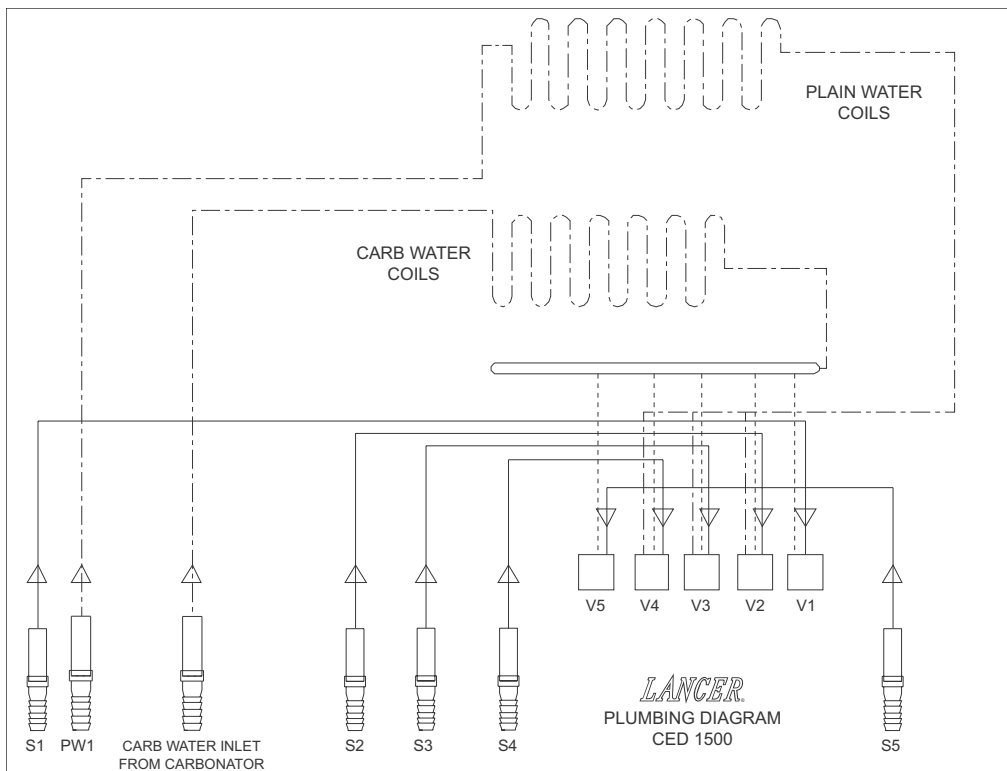 PLAIN WATER
COILS
CARB WATER
COILS
V5 V4 V3 V2 V1
LANCER
PLUMBING DIAGRAM
CED 1500
S1 PW1 CARB WATER INLET
FROM CARBONATOR
S2 S3 S4 S5